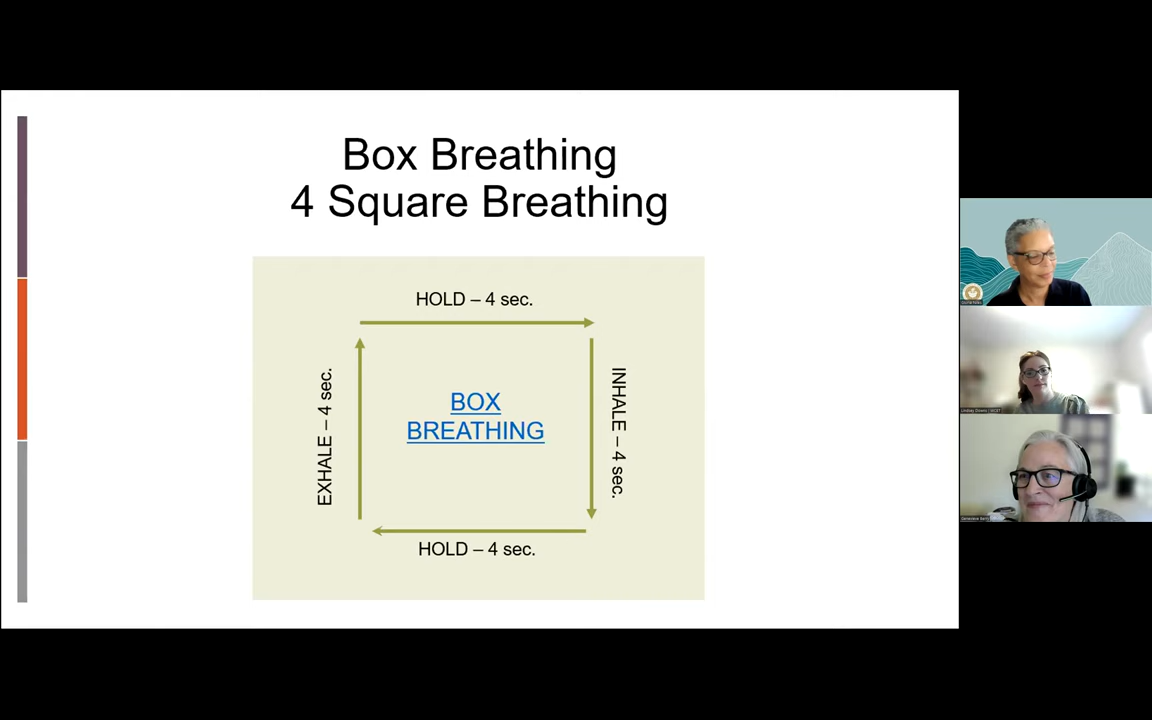 Box Breathing
4 Square Breathing
HOLD – 4 sec.
EXHALE – 4 sec.
BOX
BREATHING
INHALE – 4 sec.
HOLD – 4 sec.